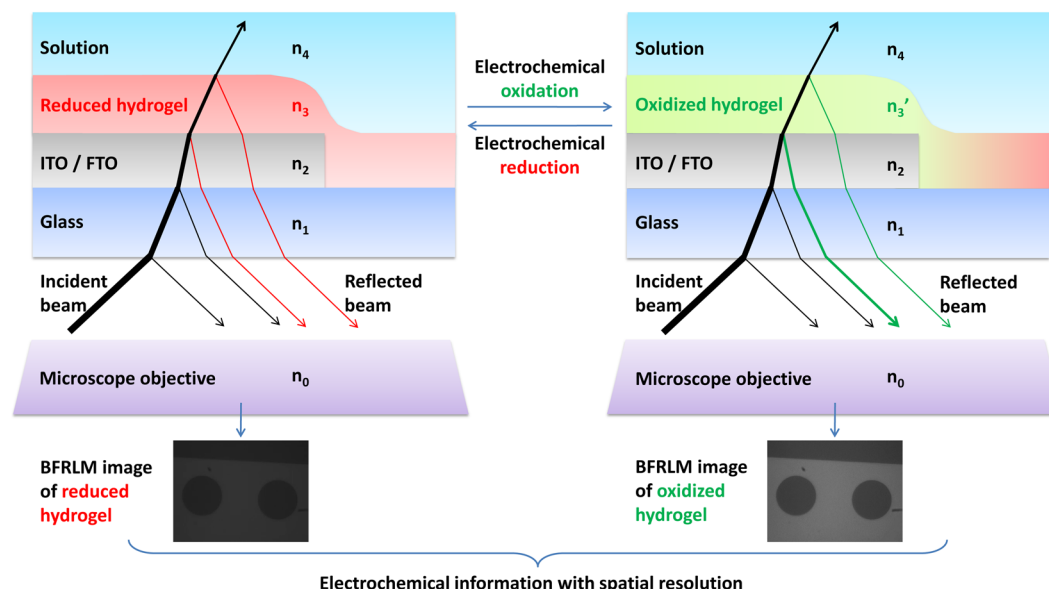 Solution n4
Reduced hydrogel n3
ITO / FTO n2
Glass n1
Incident
beam
Reflected
beam
Microscope objective n0
BFRLM image
of reduced
hydrogel
Electrochemical
oxidation
Electrochemical
reduction
Solution n4
Oxidized hydrogel n3'
ITO / FTO n2
Glass n1
Incident
beam
Reflected
beam
Microscope objective n0
BFRLM image
of oxidized
hydrogel
Electrochemical information with spatial resolution